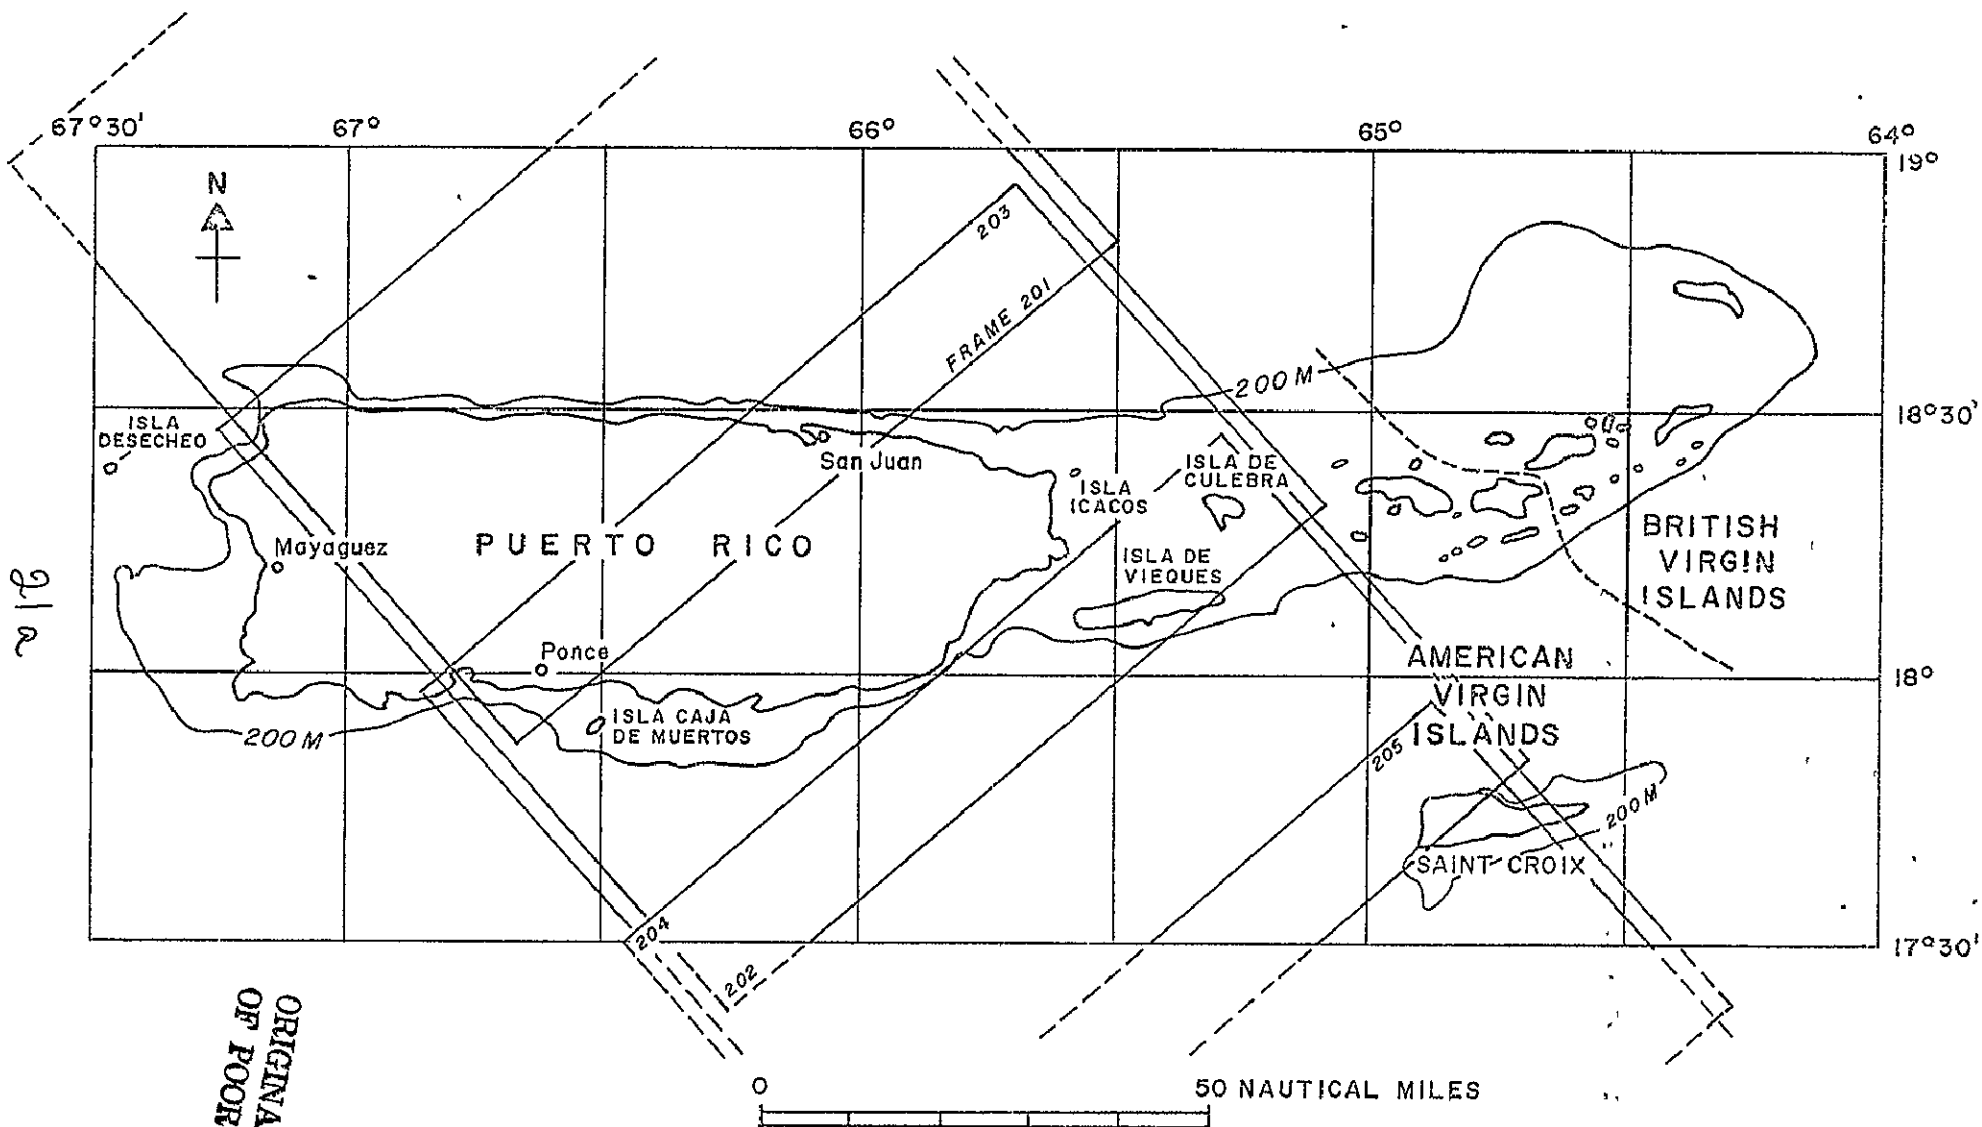 67°30'
67°
66°
65°
64°
19°
N
203
FRAME 201
200 M
18°30'
ISLA
DESECHEO
San Juan
ISLA
ICACOS
ISLA DE
CULEBRA
Mayaguez
PUERTO RICO
ISLA DE
VIEQUES
BRITISH
VIRGIN
ISLANDS
21a
Ponce
AMERICAN
VIRGIN
ISLANDS
18°
ISLA CAJA
DE MUERTOS
200 M
205
200 M
SAINT CROIX
204
202
17°30'
ORIGINA
OF POOR
0
50 NAUTICAL MILES